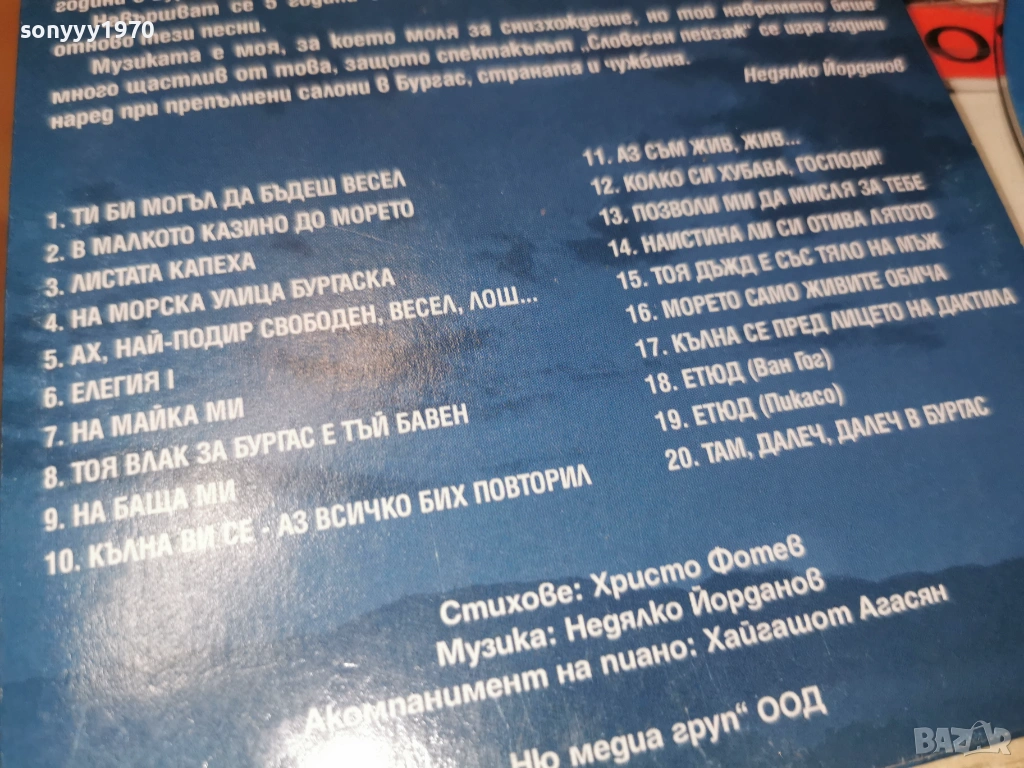 sonyyy1970
години с
Навършват се 5 години
отново тези песни.
Музиката е моя, за което моля за снизхождение, но той навремето беше
много щастлив от това, защото спектакълът „Словесен пейзаж“ се игра години
наред при препълнени салони в Бургас, страната и чужбина.
Недялко Йорданов
1. ТИ БИ МОГЪЛ ДА БЪДЕШ ВЕСЕЛ
2. В МАЛКОТО КАЗИНО ДО МОРЕТО
3. ЛИСТАТА КАПЕХА
4. НА МОРСКА УЛИЦА БУРГАСКА
5. АХ, НАЙ-ПОДИР СВОБОДЕН, ВЕСЕЛ, ЛОШ...
6. ЕЛЕГИЯ I
7. НА МАЙКА МИ
8. ТОЯ ВЛАК ЗА БУРГАС Е ТЪЙ БАВЕН
9. НА БАЩА МИ
10. КЪЛНА ВИ СЕ - АЗ ВСИЧКО БИХ ПОВТОРИЛ
11. АЗ СЪМ ЖИВ, ЖИВ...
12. КОЛКО СИ ХУБАВА, ГОСПОДИ!
13. ПОЗВОЛИ МИ ДА МИСЛЯ ЗА ТЕБЕ
14. НАИСТИНА ЛИ СИ ОТИВА ЛЯТОТО
15. ТОЯ ДЪЖД Е СЪС ТЯЛО НА МЪЖ
16. МОРЕТО САМО ЖИВИТЕ ОБИЧА
17. КЪЛНА СЕ ПРЕД ЛИЦЕТО НА ДАКТИЛА
18. ЕТЮД (Ван Гог)
19. ЕТЮД (Пикасо)
20. ТАМ, ДАЛЕЧ, ДАЛЕЧ В БУРГАС
Стихове: Христо Фотев
Музика: Недялко Йорданов
Акомпанимент на пиано: Хайгашот Агасян
Ню медиа груп“ ООД
BAZAR